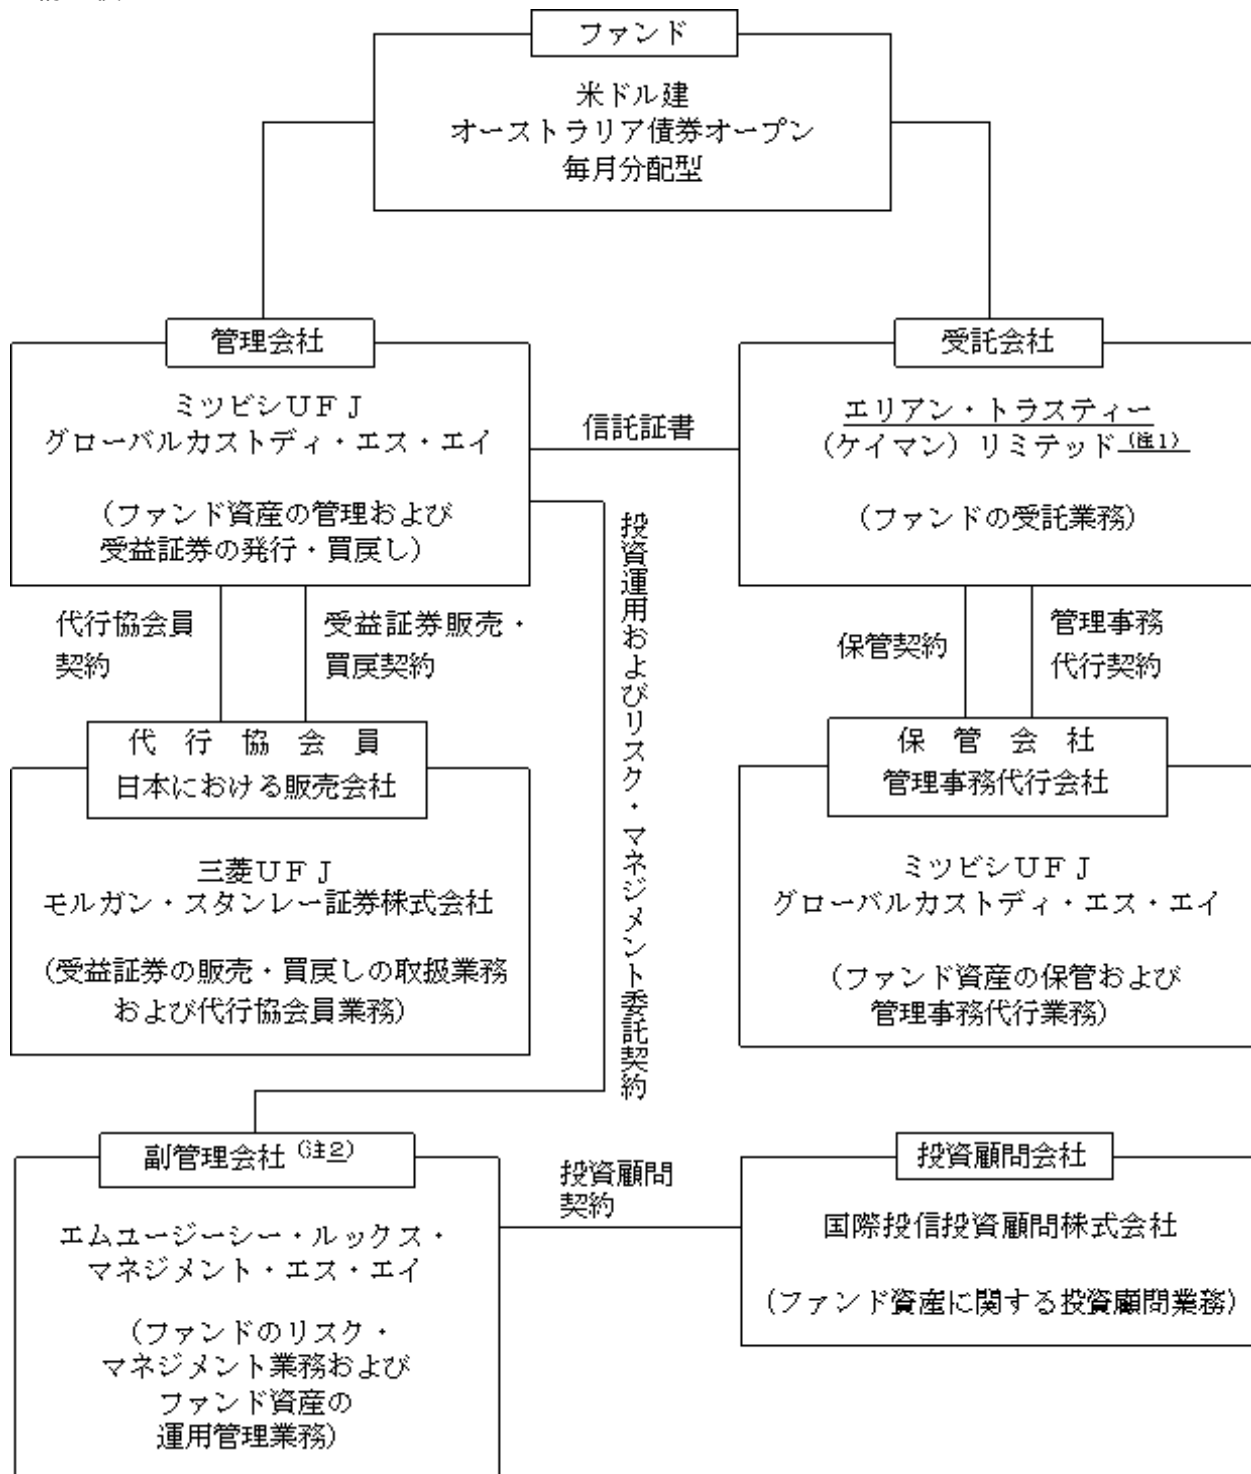 ファンド
米ドル建
オーストラリア債券オープン
毎月分配型
管理会社
ミツビシＵＦＪ
グローバルカストディ・エス・エイ
（ファンド資産の管理および
受益証券の発行・買戻し）
信託証書
受託会社
エリアン・トラスティー
（ケイマン）リミテッド（注１）
（ファンドの受託業務）
代行協会員
契約
受益証券販売・
買戻契約
投資運用およびリスク・マネジメント委託契約
保管契約
管理事務
代行契約
代行協会員
日本における販売会社
三菱ＵＦＪ
モルガン・スタンレー証券株式会社
（受益証券の販売・買戻しの取扱業務
および代行協会員業務）
保管会社
管理事務代行会社
ミツビシＵＦＪ
グローバルカストディ・エス・エイ
（ファンド資産の保管および
管理事務代行業務）
副管理会社（注２）
エムユージーシー・ルックス・
マネジメント・エス・エイ
（ファンドのリスク・
マネジメント業務および
ファンド資産の
運用管理業務）
投資顧問
契約
投資顧問会社
国際投信投資顧問株式会社
（ファンド資産に関する投資顧問業務）